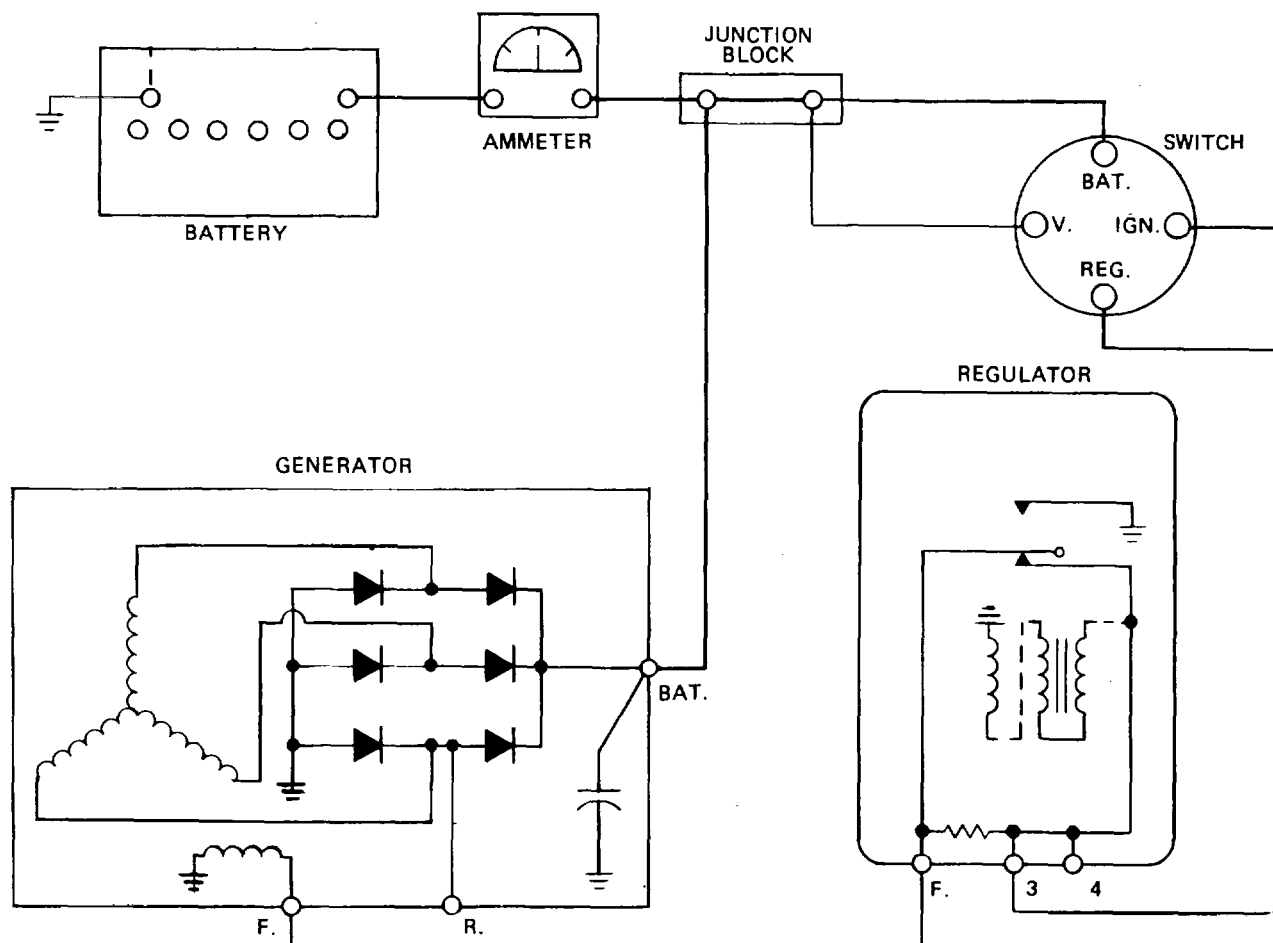 JUNCTION
BLOCK
AMMETER
SWITCH
BAT.
V.
IGN.
REG.
BATTERY
REGULATOR
GENERATOR
BAT.
F.
R.
F.
3
4